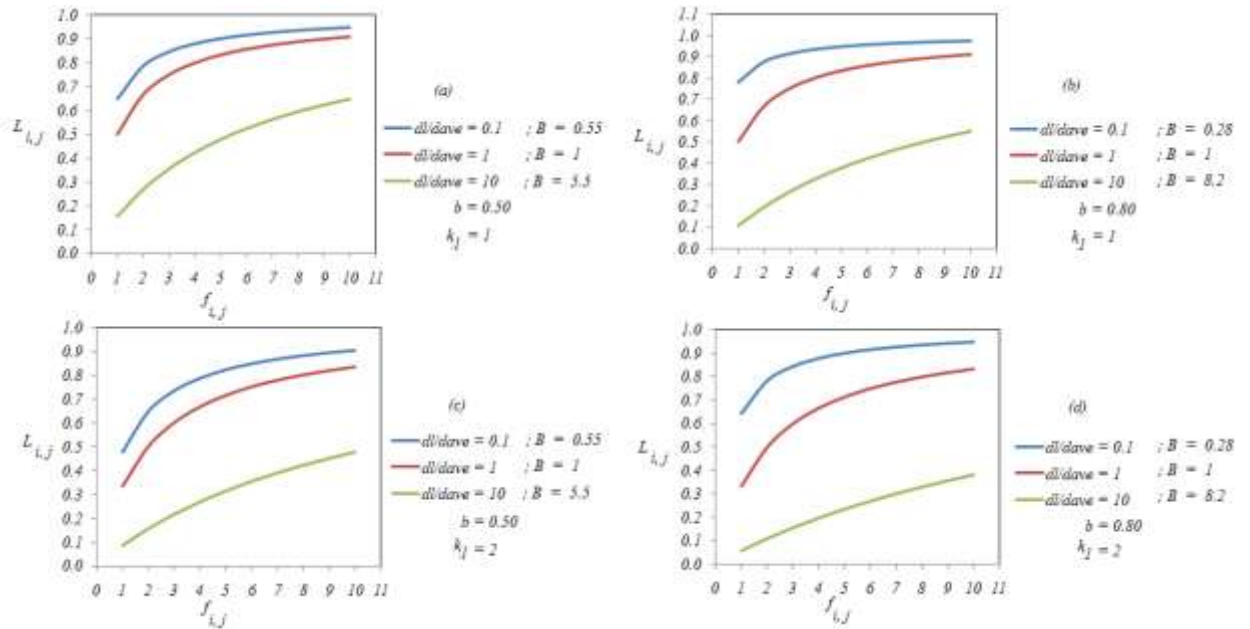 1.0
0.9
0.8
0.7
0.6
0.5
0.4
0.3
0.2
0.1
0.0
L i, j
0 1 2 3 4 5 6 7 8 9 10 11
f i, j
(a)
dl/dave = 0.1 ; B = 0.55
dl/dave = 1 ; B = 1
dl/dave = 10 ; B = 5.5
b = 0.50
k1 = 1
1.1
1.0
0.9
0.8
0.7
0.6
0.5
0.4
0.3
0.2
0.1
0.0
L i, j
0 1 2 3 4 5 6 7 8 9 10 11
f i, j
(b)
dl/dave = 0.1 ; B = 0.28
dl/dave = 1 ; B = 1
dl/dave = 10 ; B = 8.2
b = 0.80
k1 = 1
1.0
0.9
0.8
0.7
0.6
0.5
0.4
0.3
0.2
0.1
0.0
L i, j
0 1 2 3 4 5 6 7 8 9 10 11
f i, j
(c)
dl/dave = 0.1 ; B = 0.55
dl/dave = 1 ; B = 1
dl/dave = 10 ; B = 5.5
b = 0.50
k1 = 2
1.0
0.9
0.8
0.7
0.6
0.5
0.4
0.3
0.2
0.1
0.0
L i, j
0 1 2 3 4 5 6 7 8 9 10 11
f i, j
(d)
dl/dave = 0.1 ; B = 0.28
dl/dave = 1 ; B = 1
dl/dave = 10 ; B = 8.2
b = 0.80
k1 = 2